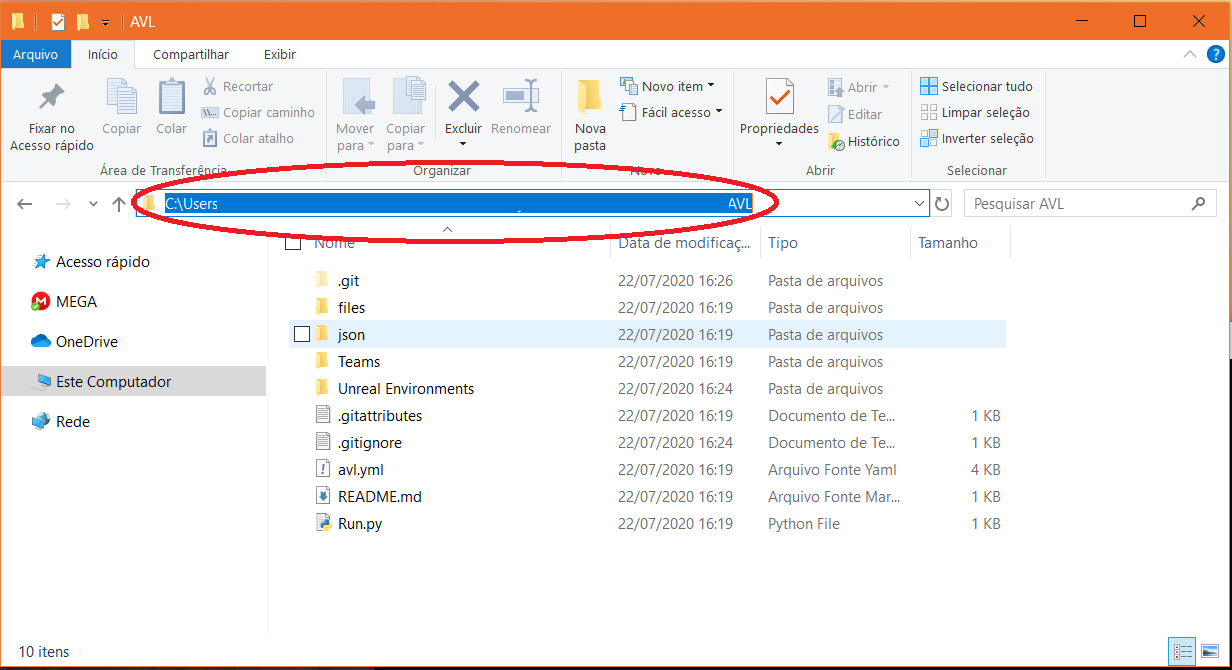 AVL
Arquivo Início Compartilhar Exibir
Fixar no Acesso rápido
Copiar
Colar
Recortar
Copiar caminho
Colar atalho
Área de Transferência
Mover para
Copiar para
Excluir
Renomear
Organizar
Nova pasta
Novo item
Fácil acesso
Novo
Propriedades
Abrir
Editar
Histórico
Abrir
Selecionar tudo
Limpar seleção
Inverter seleção
Selecionar
C:\Users AVL
Pesquisar AVL
Acesso rápido
MEGA
OneDrive
Este Computador
Rede
Nome Data de modificaç... Tipo Tamanho
.git 22/07/2020 16:26 Pasta de arquivos
files 22/07/2020 16:19 Pasta de arquivos
json 22/07/2020 16:19 Pasta de arquivos
Teams 22/07/2020 16:19 Pasta de arquivos
Unreal Environments 22/07/2020 16:24 Pasta de arquivos
.gitattributes 22/07/2020 16:19 Documento de Te... 1 KB
.gitignore 22/07/2020 16:24 Documento de Te... 1 KB
avl.yml 22/07/2020 16:19 Arquivo Fonte Yaml 4 KB
README.md 22/07/2020 16:19 Arquivo Fonte Mar... 1 KB
Run.py 22/07/2020 16:19 Python File 1 KB
10 itens